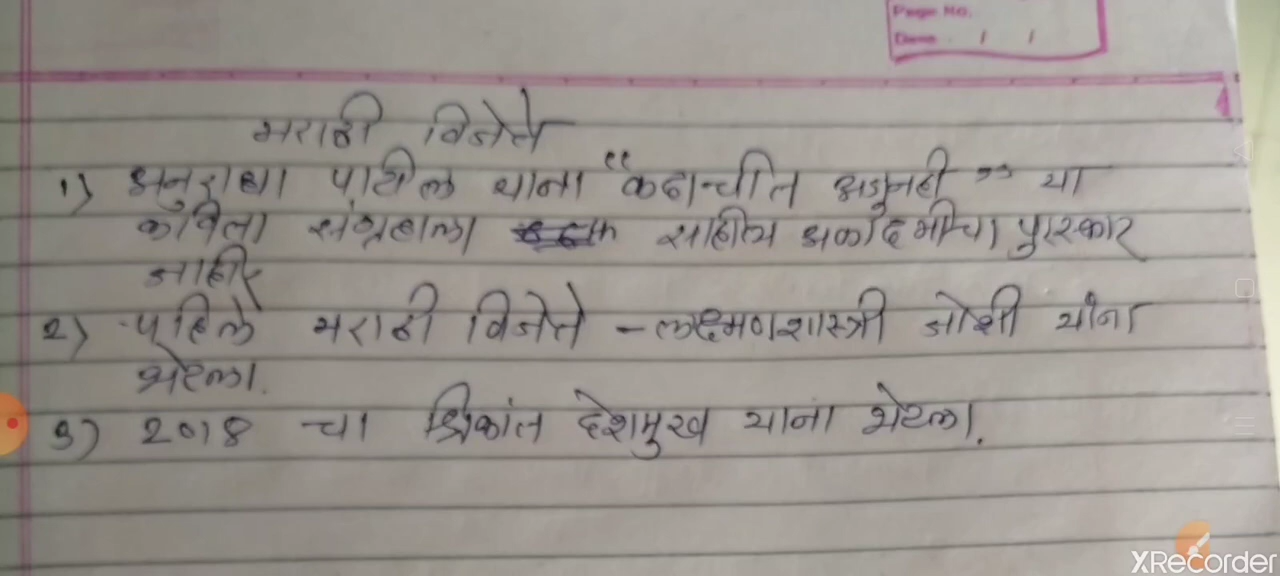 Page No.
Date / /
मराठी विजेते
1) अनुराधा पाटील याना "कदाचीत अजुनही" या
कविता संग्रहाला साहीत्य अकादमीचा पुरस्कार
जाहीर
2) पहिले मराठी विजेते - लक्ष्मणशास्त्री जोशी यांना
भेटला.
3) 2018 चा श्रिकांत देशमुख याना भेटला.
XRecorder